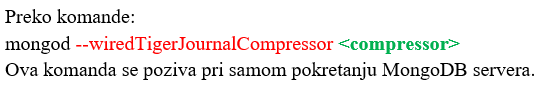 Preko komande:
mongod --wiredTigerJournalCompressor <compressor>
Ova komanda se poziva pri samom pokretanju MongoDB servera.